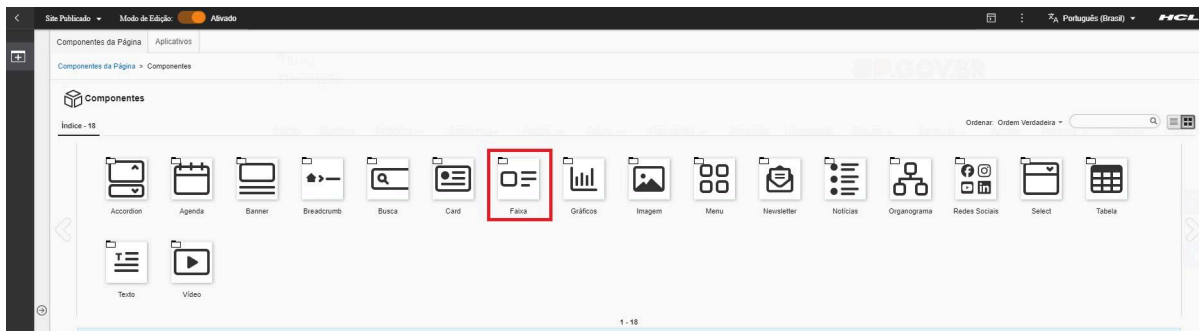 Site Publicado Modo de Edição: Ativado Português (Brasil) HCL
Componentes da Página Aplicativos
Componentes da Página > Componentes
Componentes
Índice - 18 Ordenar: Ordem Verdadeira
Accordion Agenda Banner Breadcrumb Busca Card Faixa Gráficos Imagem Menu Newsletter Notícias Organograma Redes Sociais Select Tabela
Texto Vídeo
1 - 18